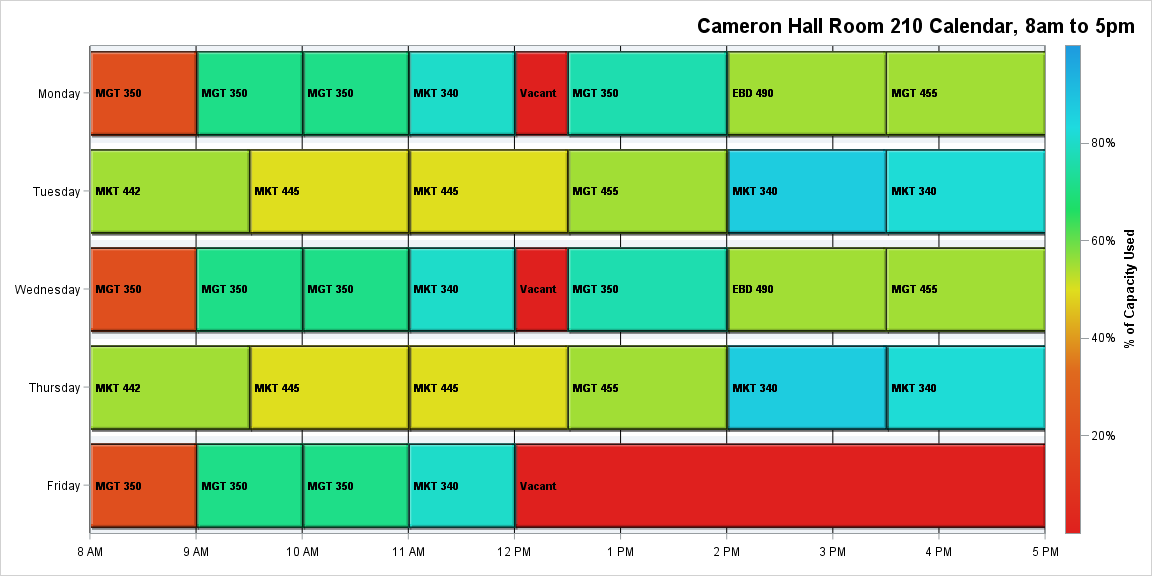 Cameron Hall Room 210 Calendar, 8am to 5pm
Monday
MGT 350
MGT 350
MGT 350
MKT 340
Vacant
MGT 350
EBD 490
MGT 455
Tuesday
MKT 442
MKT 445
MKT 445
MGT 455
MKT 340
MKT 340
Wednesday
MGT 350
MGT 350
MGT 350
MKT 340
Vacant
MGT 350
EBD 490
MGT 455
Thursday
MKT 442
MKT 445
MKT 445
MGT 455
MKT 340
MKT 340
Friday
MGT 350
MGT 350
MGT 350
MKT 340
Vacant
8 AM
9 AM
10 AM
11 AM
12 PM
1 PM
2 PM
3 PM
4 PM
5 PM
80%
60%
40%
20%
% of Capacity Used